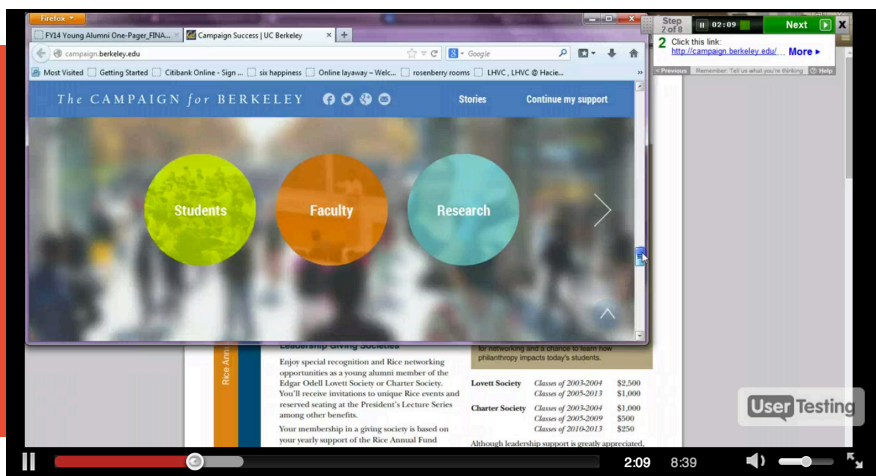 Firefox
FY14 Young Alumni One-Pager_FINA...
Campaign Success | UC Berkeley
campaign.berkeley.edu
Google
Most Visited
Getting Started
Citibank Online - Sign ...
six happiness
Online layaway – Welc...
rosenberry rooms
LHVC , LHVC @ Hacie...
The CAMPAIGN for BERKELEY
Stories
Continue my support
Students
Faculty
Research
Step
2 of 8
02:09
Next
X
2 Click this link:
http://campaign.berkeley.edu/...
More
Previous
Remember: Tell us what you're thinking
Help
Rice Ann
Leadership Giving Societies
Enjoy special recognition and Rice networking
opportunities as a young alumni member of the
Edgar Odell Lovett Society or Charter Society.
You'll receive invitations to unique Rice events and
reserved seating at the President's Lecture Series
among other benefits.
Your membership in a giving society is based on
your yearly support of the Rice Annual Fund
for networking and a chance to learn how
philanthropy impacts today's students.
Lovett Society Classes of 2003-2004 $2,500
Classes of 2005-2013 $1,000
Charter Society Classes of 2003-2004 $1,000
Classes of 2005-2009 $500
Classes of 2010-2013 $250
Although leadership support is greatly appreciated,
UserTesting
2:09
8:39